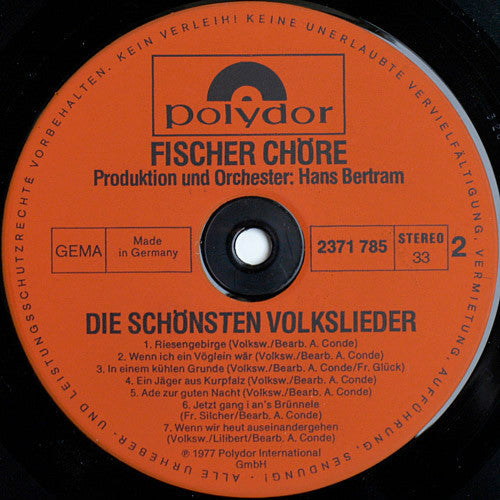 ALLE URHEBER- UND LEISTUNGSSCHUTZRECHTE VORBEHALTEN. KEIN VERLEIH! KEINE UNERLAUBTE VERVIELFÄLTIGUNG, VERMIETUNG, AUFFÜHRUNG, SENDUNG!
polydor
FISCHER CHÖRE
Produktion und Orchester: Hans Bertram
GEMA
Made
in Germany
2371 785
STEREO
33
2
DIE SCHÖNSTEN VOLKSLIEDER
1. Riesengebirge (Volksw./Bearb. A. Conde)
2. Wenn ich ein Vöglein wär (Volksw./Bearb. A. Conde)
3. In einem kühlen Grunde (Volksw./Bearb. A. Conde/Fr. Glück)
4. Ein Jäger aus Kurpfalz (Volksw./Bearb. A. Conde)
5. Ade zur guten Nacht (Volksw./Bearb. A. Conde)
6. Jetzt gang i an's Brünnele
(Fr. Silcher/Bearb. A. Conde)
7. Wenn wir heut auseinandergehen
(Volksw./Lilibert/Bearb. A. Conde)
℗ 1977 Polydor International
GmbH